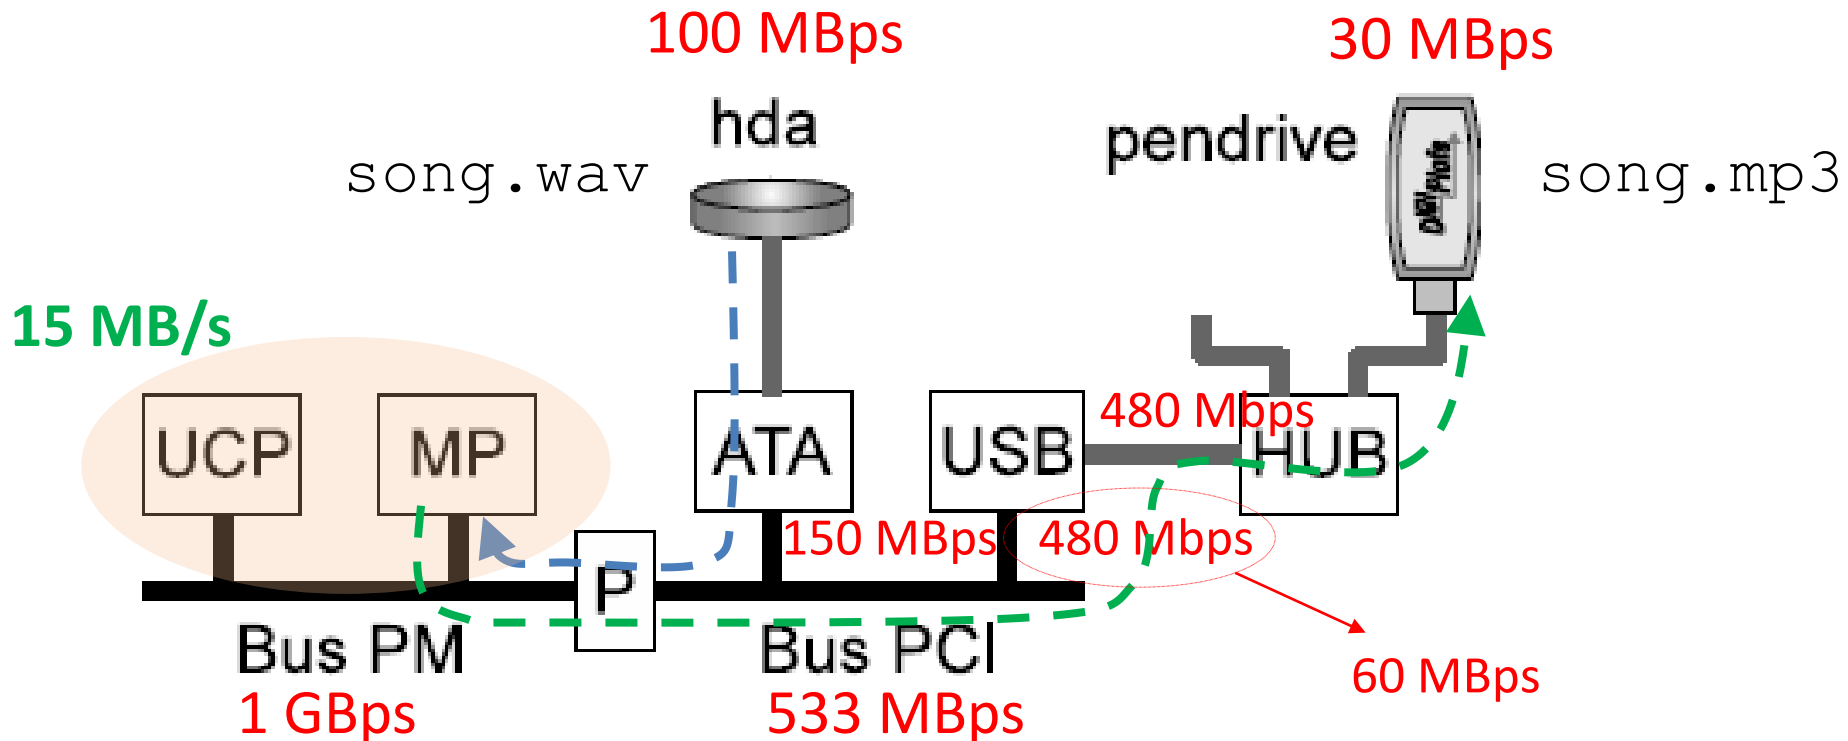 100 MBps
30 MBps
hda
pendrive
song.wav
song.mp3
15 MB/s
UCP
MP
ATA
USB
480 Mbps
HUB
150 MBps
480 Mbps
P
Bus PM
Bus PCI
60 MBps
1 GBps
533 MBps